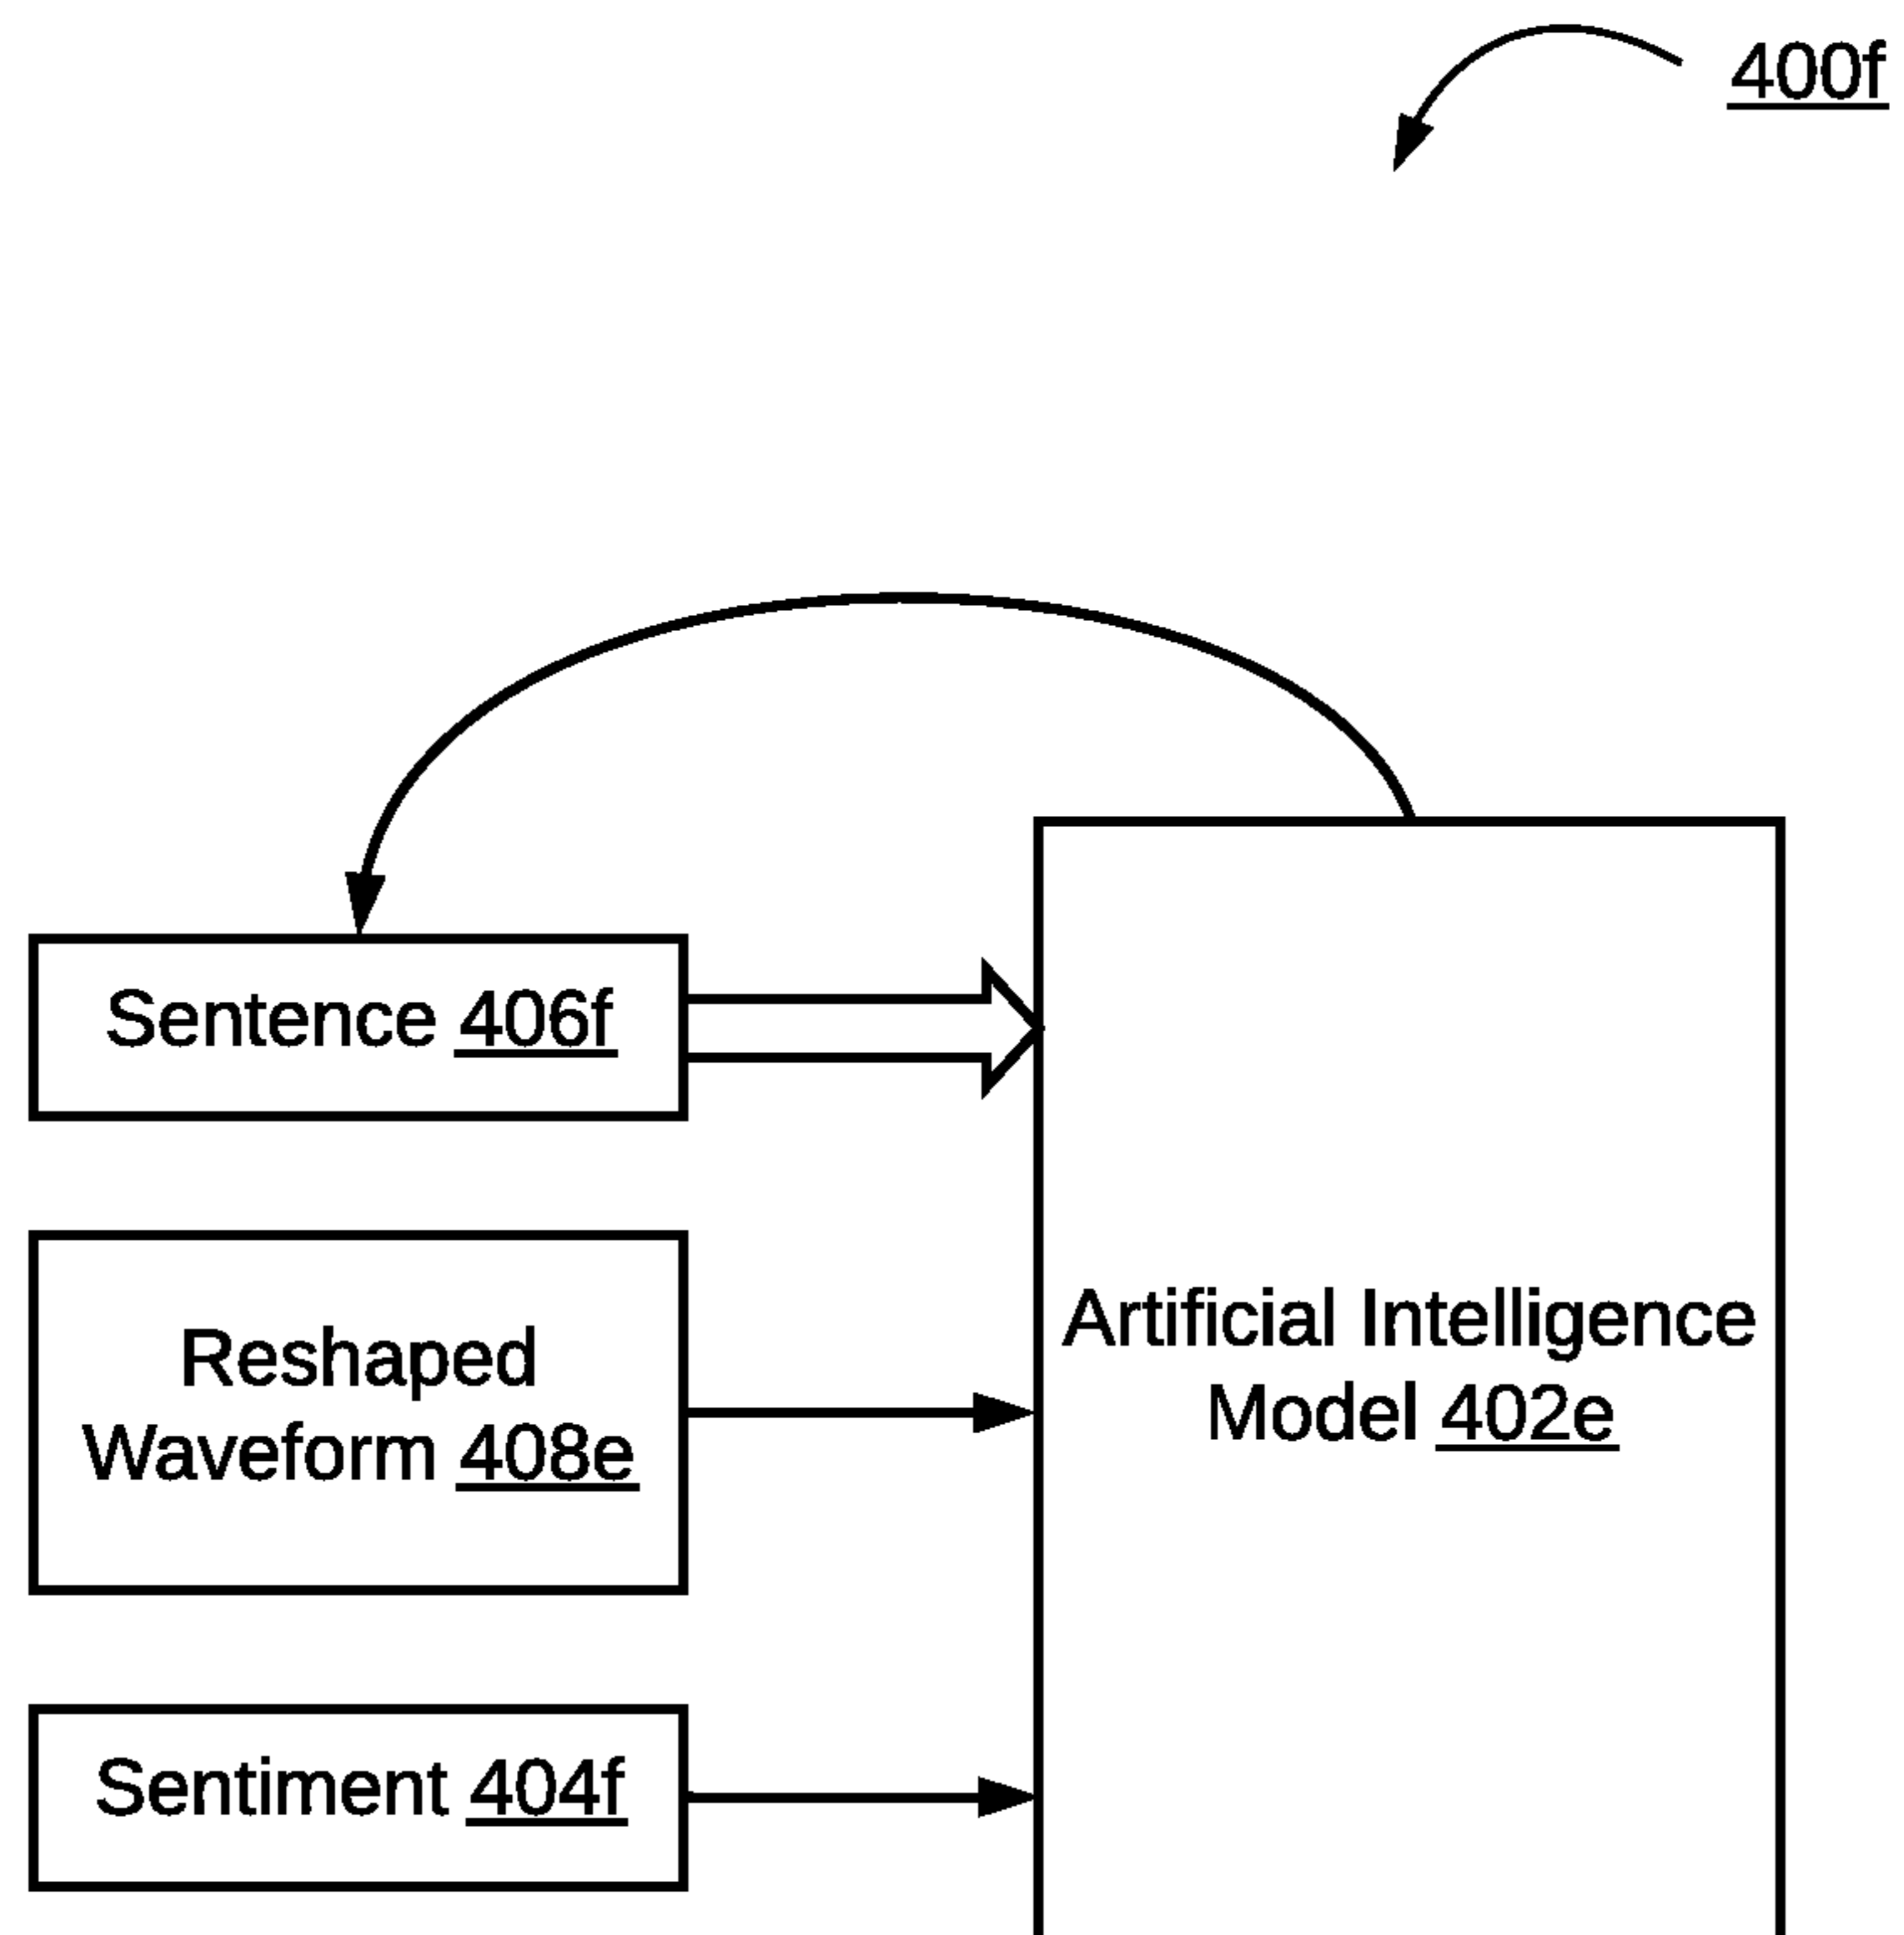 400f
Sentence 406f
Reshaped
Waveform 408e
Artificial Intelligence
Model 402e
Sentiment 404f